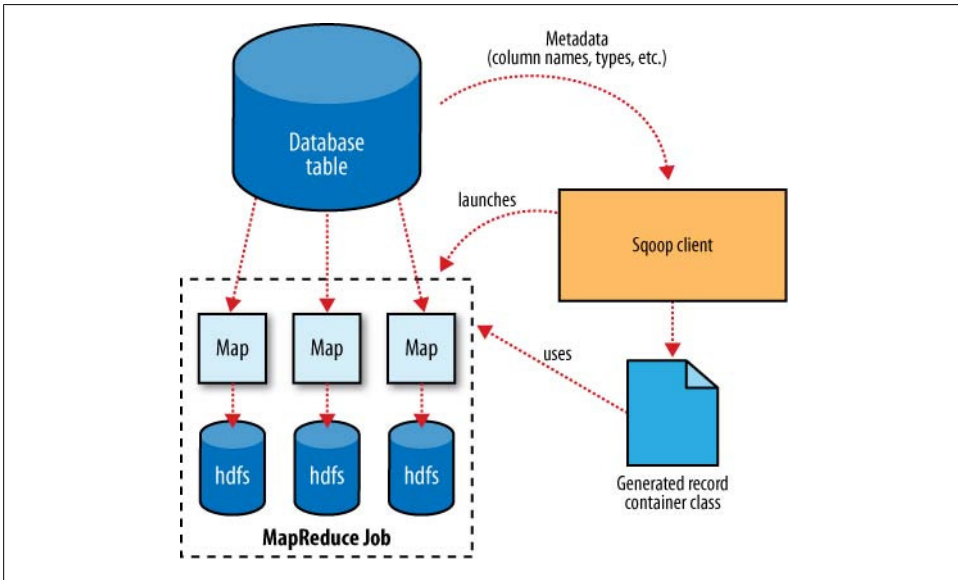 Metadata
(column names, types, etc.)
Database
table
launches
Sqoop client
Map
Map
Map
uses
hdfs
hdfs
hdfs
Generated record
container class
MapReduce Job